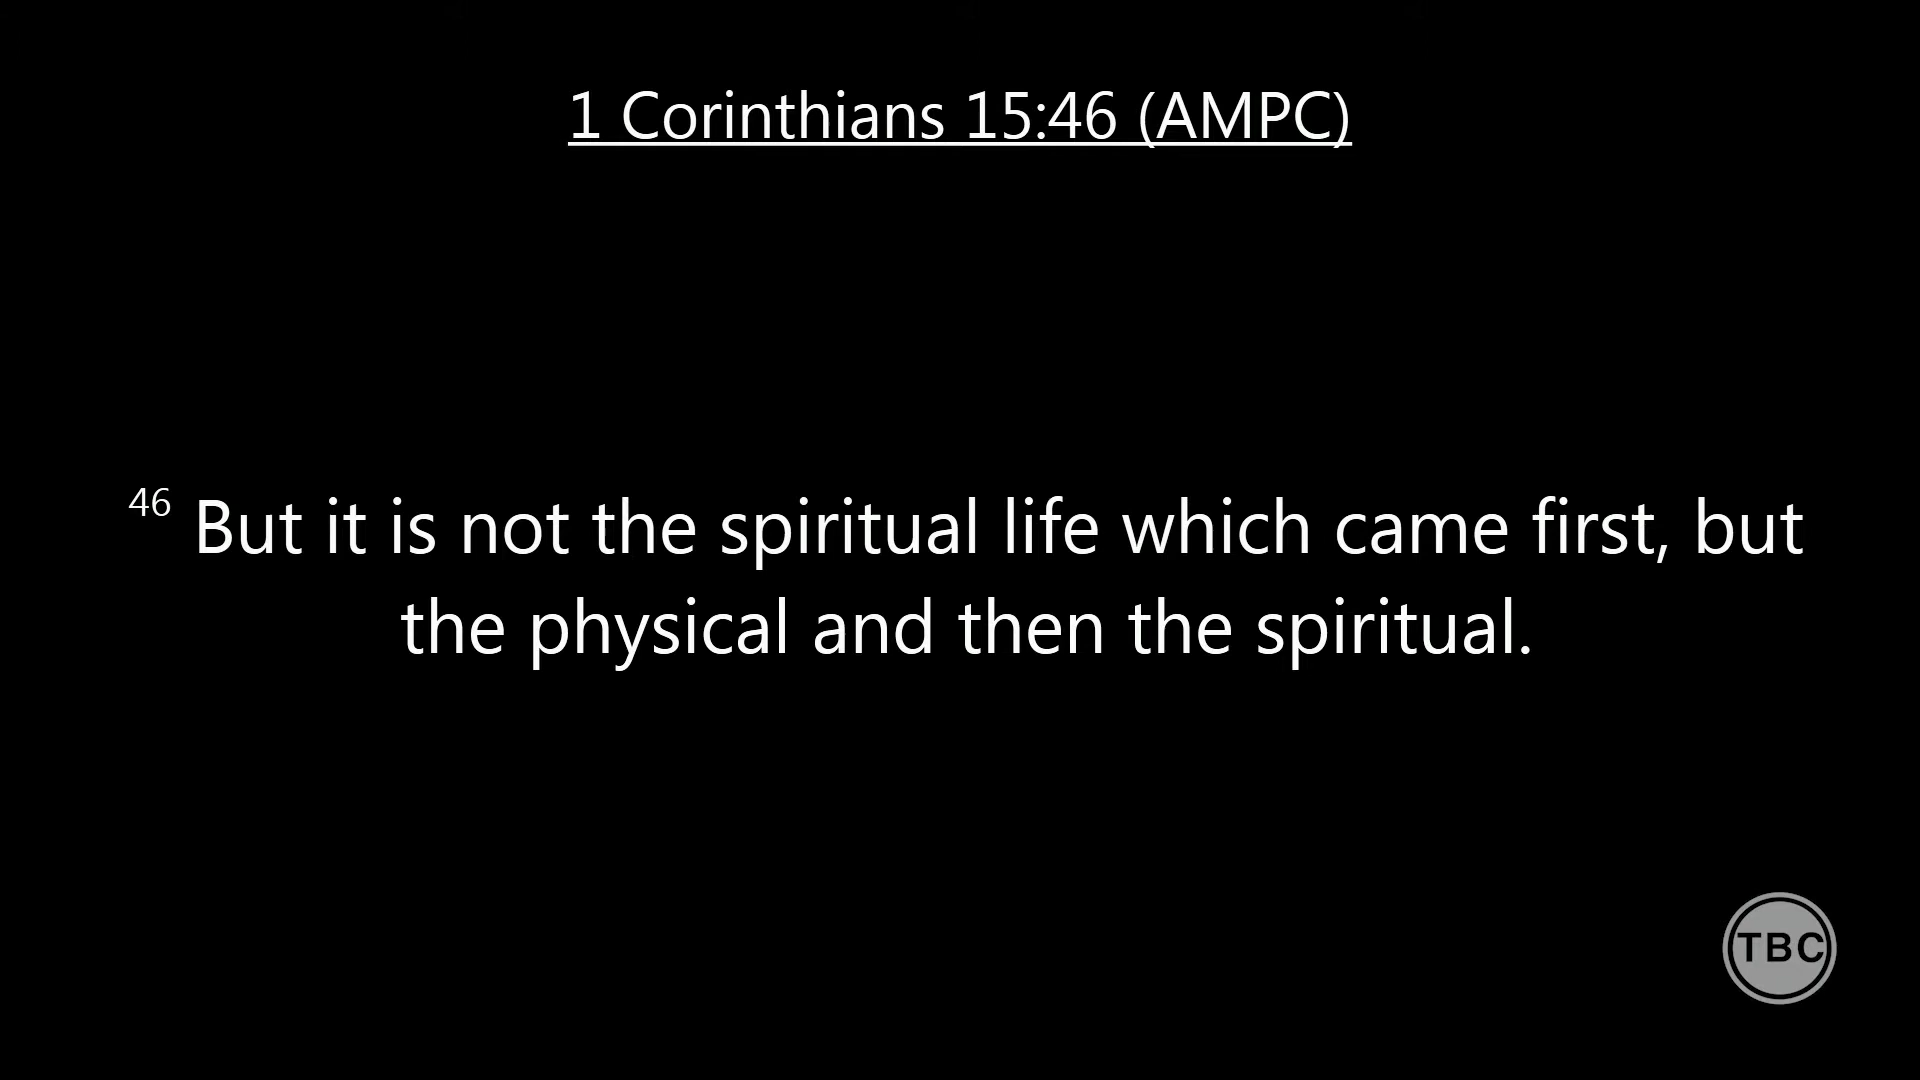 1 Corinthians 15:46 (AMPC)
46 But it is not the spiritual life which came first, but
the physical and then the spiritual.
TBC